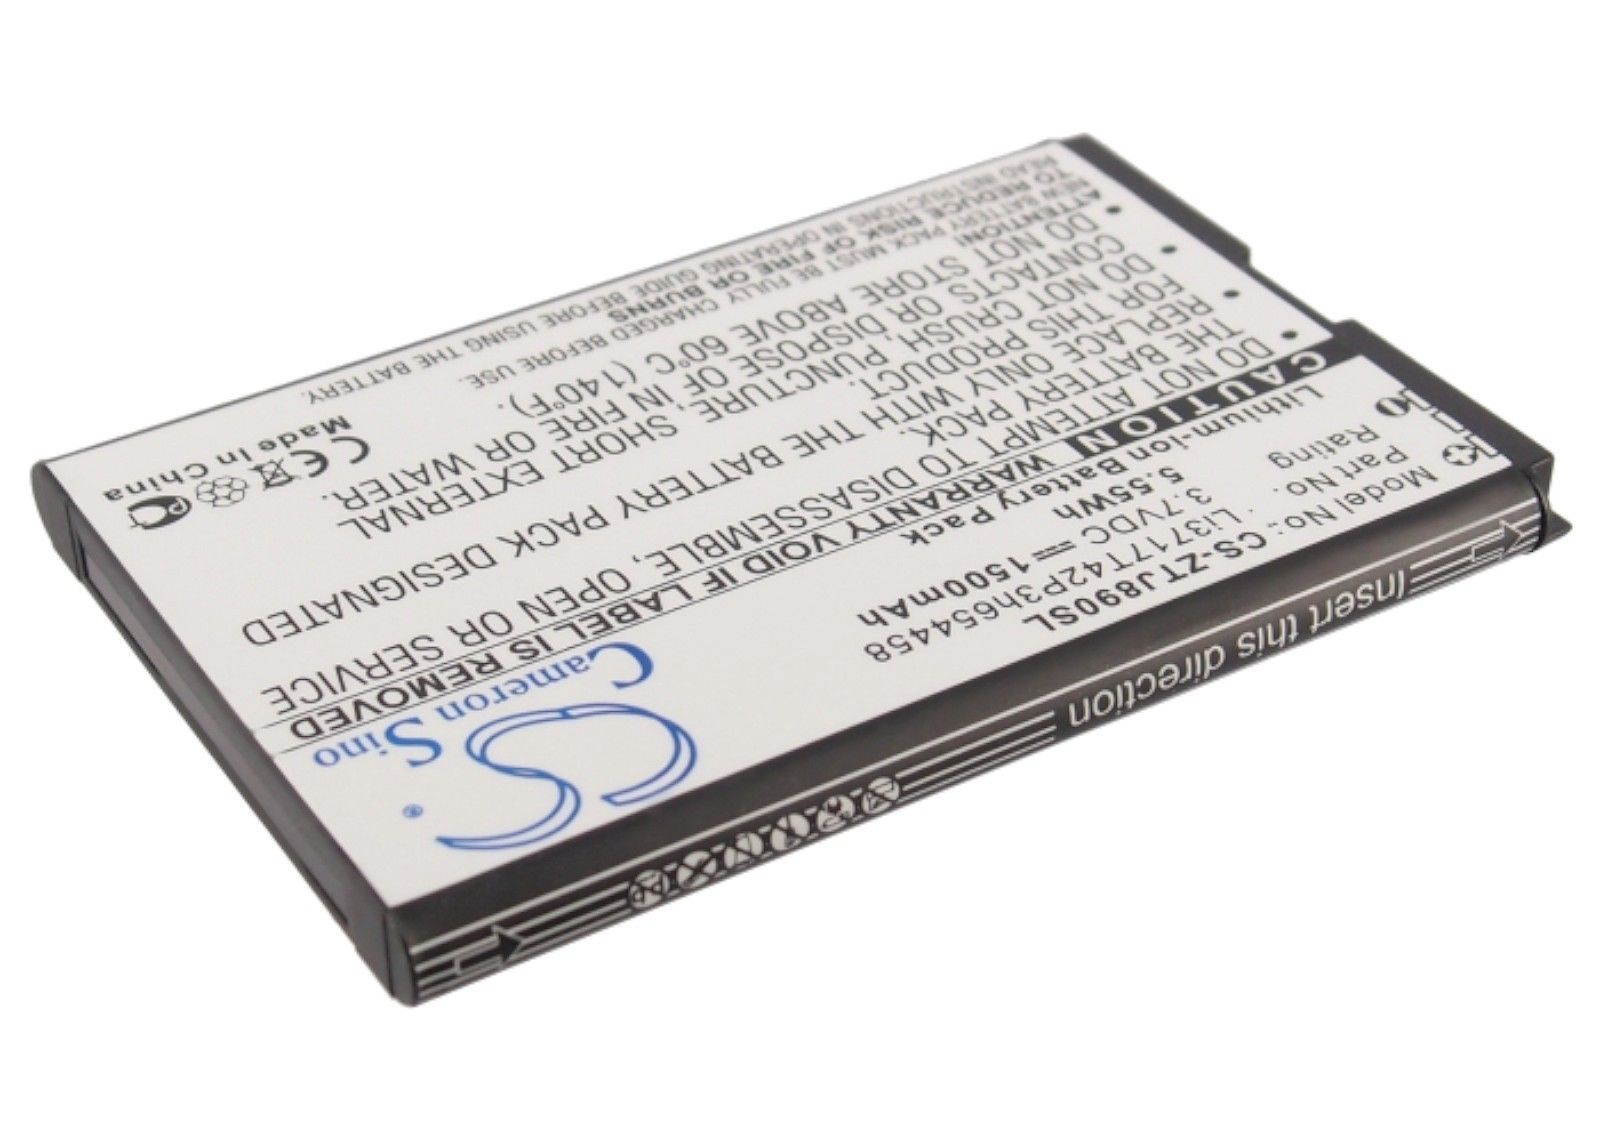 Cameron Sino
CS
®
Model No.: CS-ZTJ890SL
Part No. : Li3717T42P3h654458
Rating : 3.7VDC 1500mAh
5.55Wh
Lithium-ion Battery Pack
CAUTION WARRANTY VOID IF LABEL IS REMOVED
DO NOT ATTEMPT TO DISASSEMBLE, OPEN OR SERVICE
THE BATTERY PACK.
REPLACE ONLY WITH THE BATTERY PACK DESIGNATED
FOR THIS PRODUCT.
DO NOT CRUSH, PUNCTURE, SHORT EXTERNAL
CONTACTS OR DISPOSE OF IN FIRE OR WATER.
DO NOT STORE ABOVE 60°C (140°F).
ATTENTION!
NEW BATTERY PACK MUST BE FULLY CHARGED BEFORE USE.
TO REDUCE RISK OF FIRE OR BURNS
READ INSTRUCTIONS IN OPERATING GUIDE BEFORE USING THE BATTERY.
CE
Made in China
Insert this direction